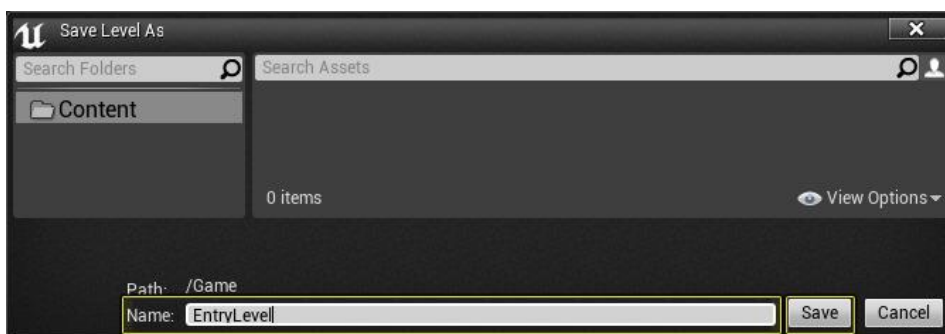 Save Level As
Search Folders
Search Assets
Content
0 items
View Options
Path: /Game
Name: EntryLevel
Save
Cancel